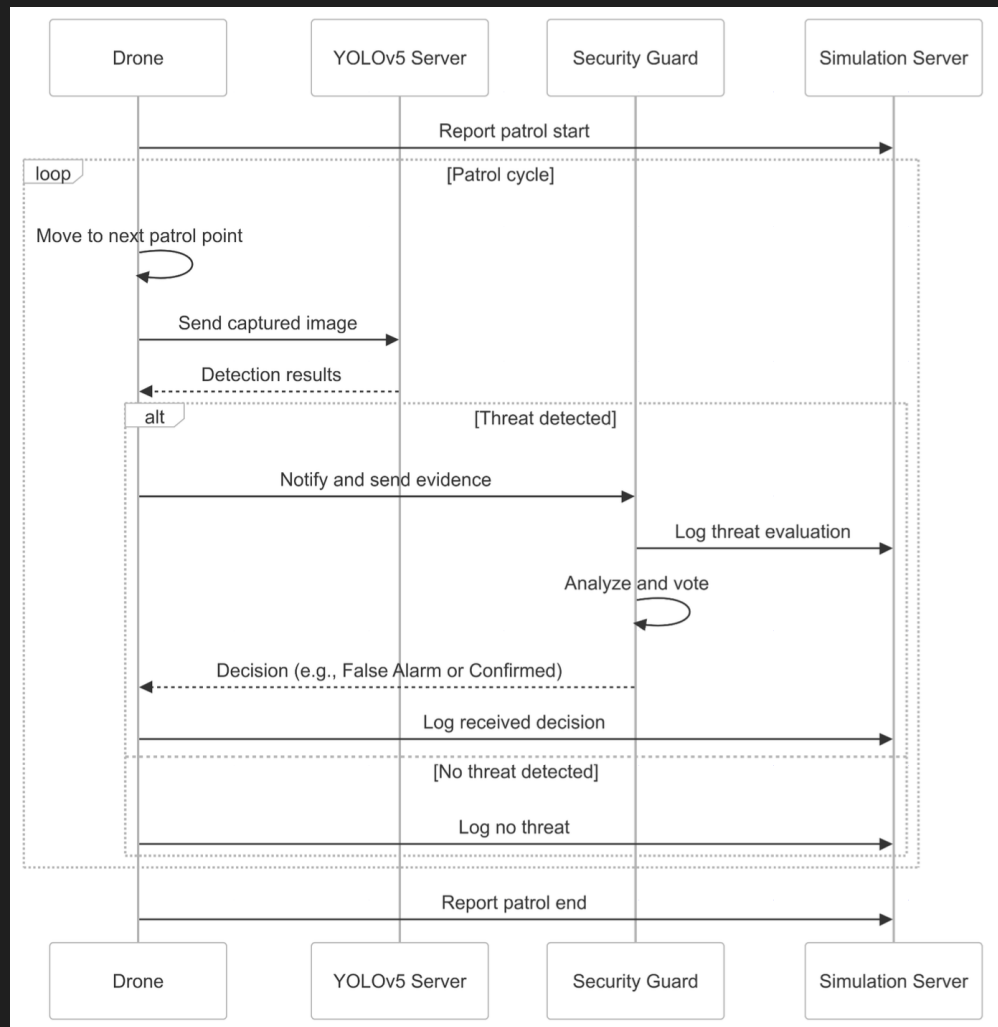 Drone
YOLOv5 Server
Security Guard
Simulation Server
Report patrol start
loop
[Patrol cycle]
Move to next patrol point
Send captured image
Detection results
alt
[Threat detected]
Notify and send evidence
Log threat evaluation
Analyze and vote
Decision (e.g., False Alarm or Confirmed)
Log received decision
[No threat detected]
Log no threat
Report patrol end
Drone
YOLOv5 Server
Security Guard
Simulation Server